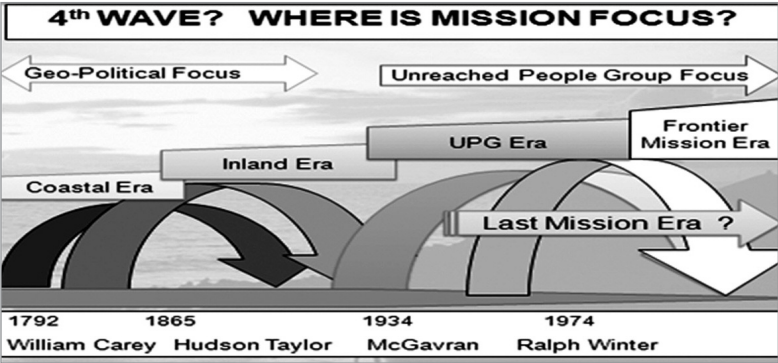 4th WAVE? WHERE IS MISSION FOCUS?
Geo-Political Focus
Unreached People Group Focus
Coastal Era
Inland Era
UPG Era
Frontier
Mission Era
Last Mission Era ?
1792 1865 1934 1974
William Carey Hudson Taylor McGavran Ralph Winter